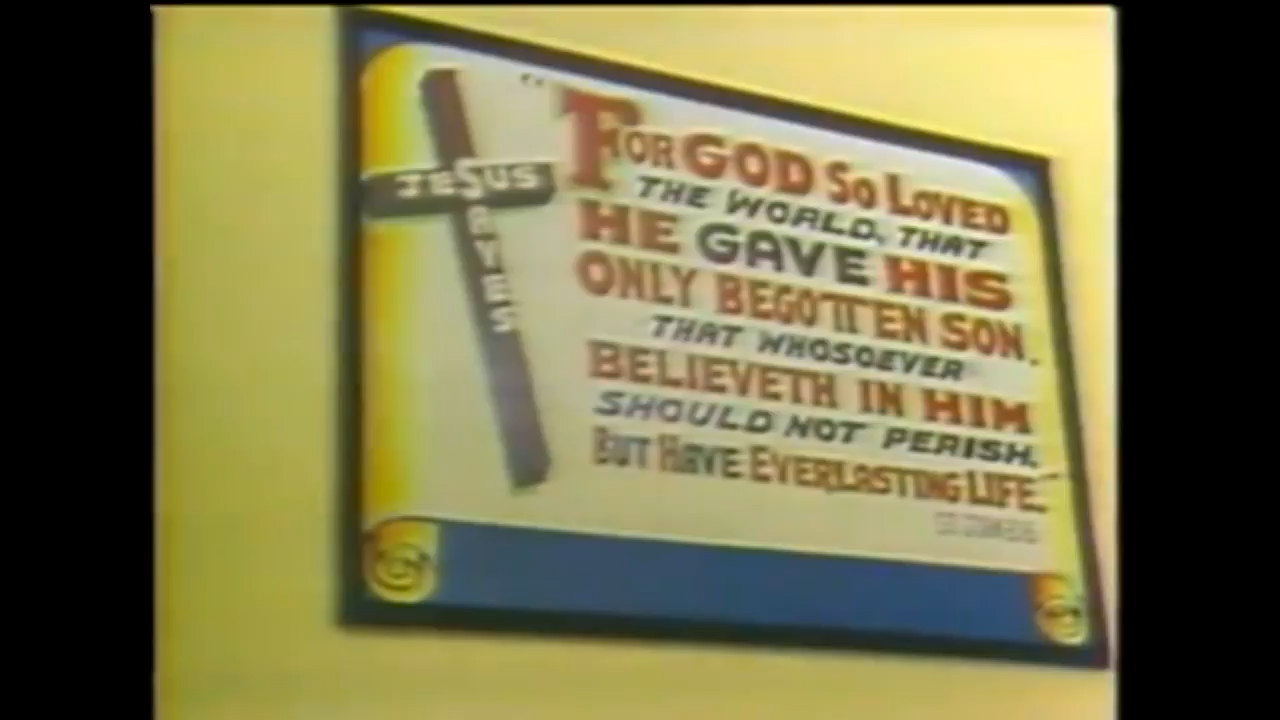 JESUS
SAVES
"FOR GOD SO LOVED
THE WORLD, THAT
HE GAVE HIS
ONLY BEGOTTEN SON,
THAT WHOSOEVER
BELIEVETH IN HIM
SHOULD NOT PERISH,
BUT HAVE EVERLASTING LIFE."